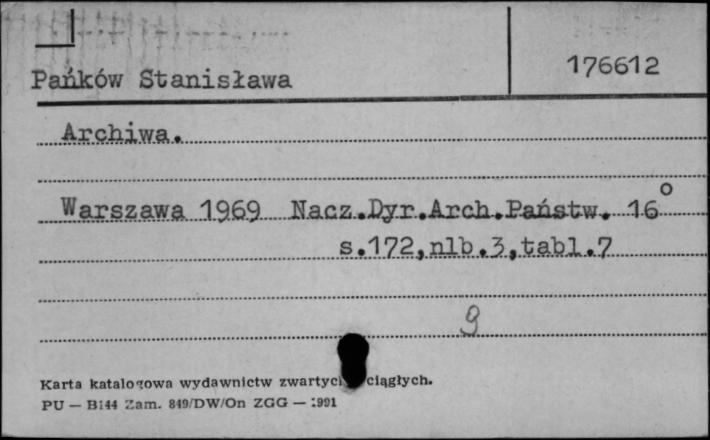 Pańków Stanisława
176612
Archiwa.
Warszawa 1969 Nacz.Dyr.Arch.Państw. 16°
s.172,nlb.3,tabl.7
9
Karta katalogowa wydawnictw ciągłych.
PU — B144 Zam. 849/DW/On ZGG — 1991